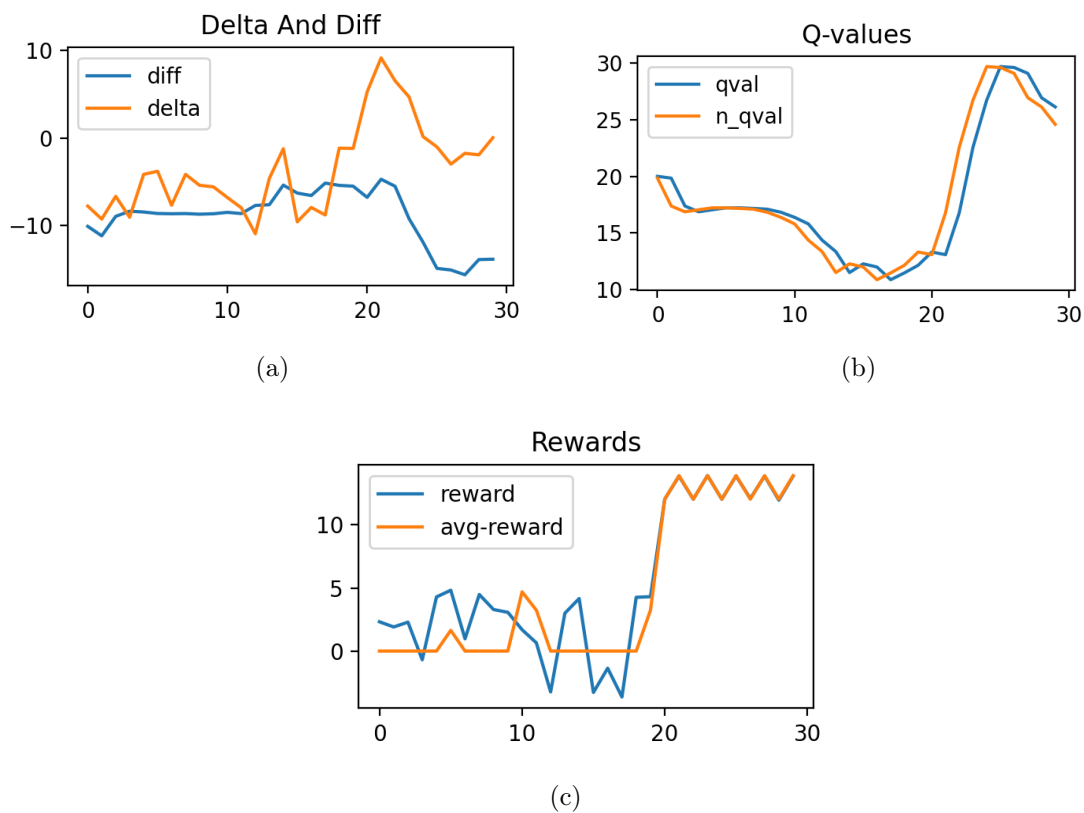 Delta And Diff
10
0
−10
diff
delta
0
10
20
30
(a)
Q-values
30
25
20
15
10
qval
n_qval
0
10
20
30
(b)
Rewards
10
5
0
reward
avg-reward
0
10
20
30
(c)